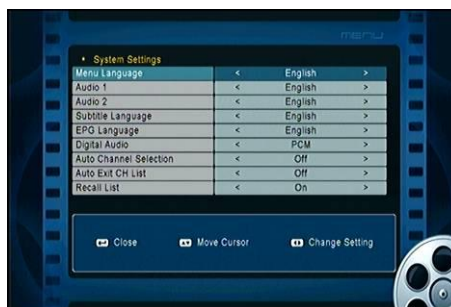 menu
System Settings
Menu Language < English >
Audio 1 < English >
Audio 2 < English >
Subtitle Language < English >
EPG Language < English >
Digital Audio < PCM >
Auto Channel Selection < Off >
Auto Exit CH List < Off >
Recall List < On >
Close Move Cursor Change Setting